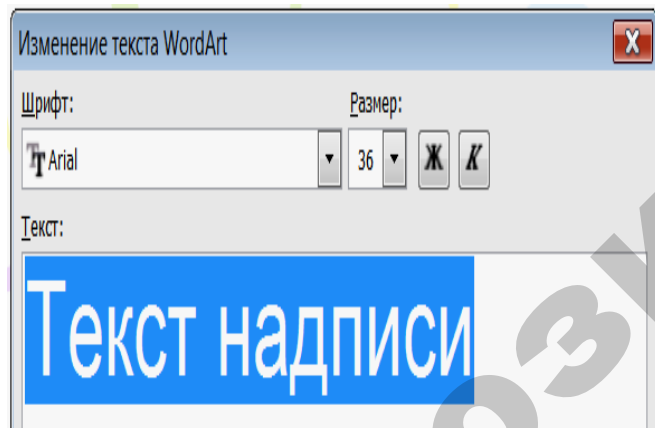 Изменение текста WordArt
Шрифт: Размер:
Arial 36 Ж К
Текст:
Текст надписи